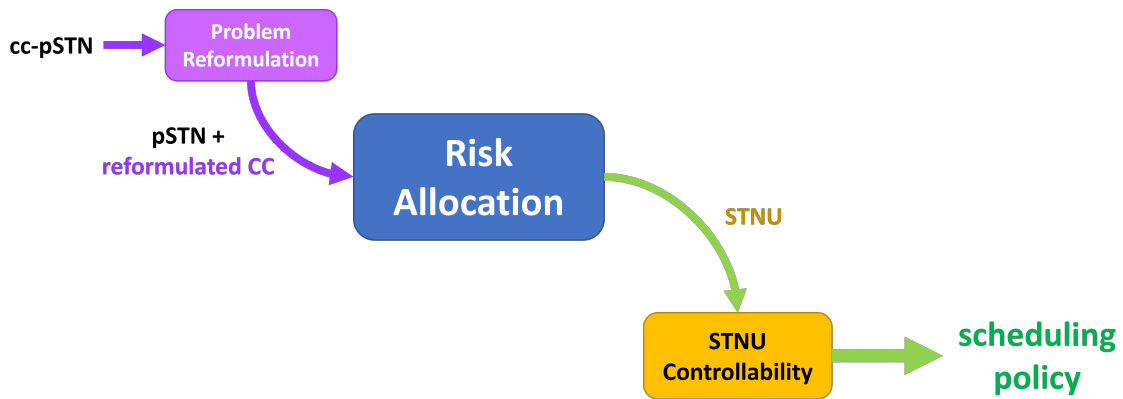 cc-pSTN
Problem
Reformulation
pSTN +
reformulated CC
Risk
Allocation
STNU
STNU
Controllability
scheduling
policy